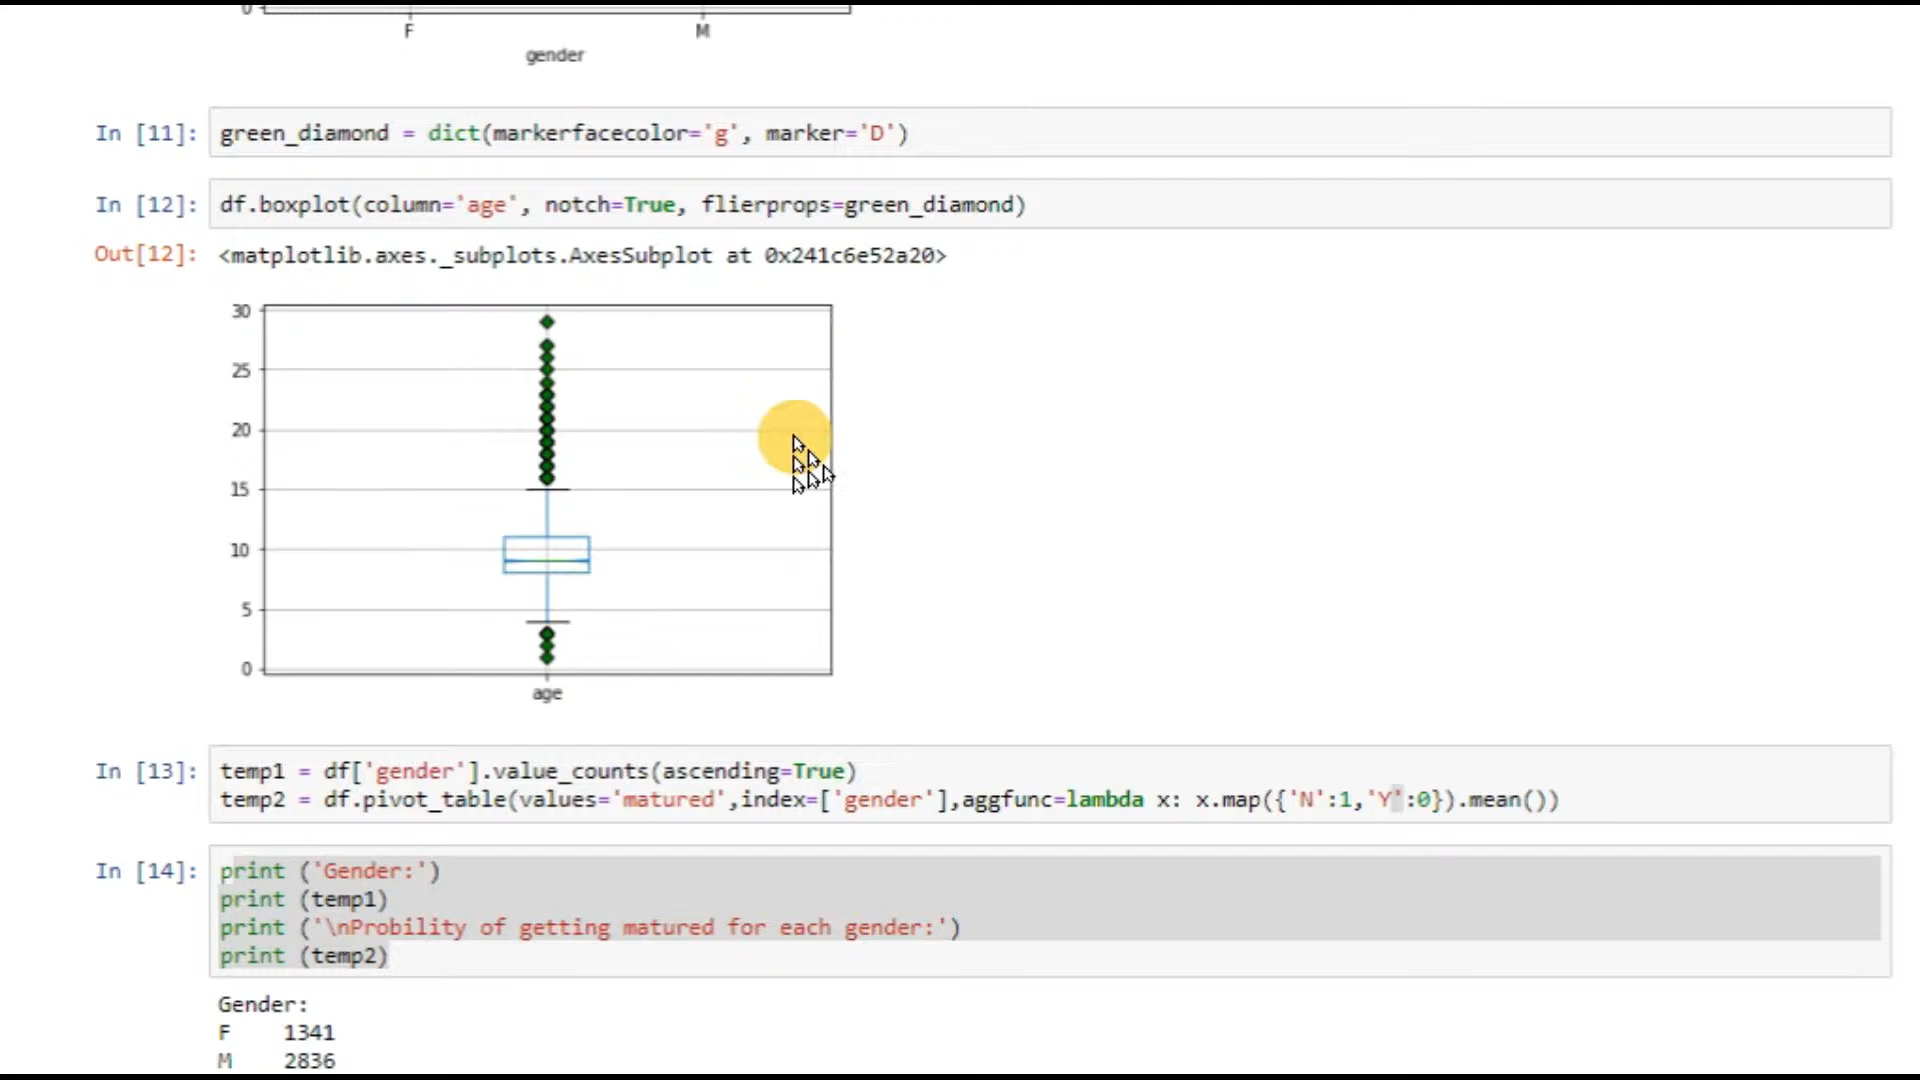 0
F M
gender
In [11]: green_diamond = dict(markerfacecolor='g', marker='D')
In [12]: df.boxplot(column='age', notch=True, flierprops=green_diamond)
Out[12]: <matplotlib.axes._subplots.AxesSubplot at 0x241c6e52a20>
30
25
20
15
10
5
0
age
In [13]: temp1 = df['gender'].value_counts(ascending=True)
temp2 = df.pivot_table(values='matured',index=['gender'],aggfunc=lambda x: x.map({'N':1,'Y':0}).mean())
In [14]: print ('Gender:')
print (temp1)
print ('\nProbility of getting matured for each gender:')
print (temp2)
Gender:
F 1341
M 2836